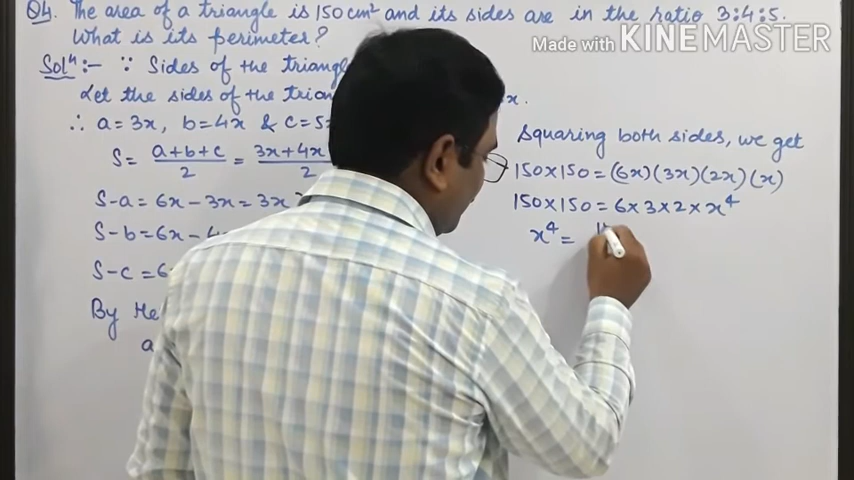 Q4. The area of a triangle is 150 cm² and its sides are in the ratio 3:4:5.
What is its perimeter?
Made with KINEMASTER
Solⁿ:- ∵ Sides of the triangle
Let the sides of the x.
∴ a = 3x, b = 4x & c = 5
S = (a+b+c)/2 = (3x+4x)/2
S-a = 6x - 3x = 3x
S-b = 6x -
S-c = 6
By
a
Squaring both sides, we get
150×150 = (6x)(3x)(2x)(x)
150×150 = 6×3×2×x⁴
x⁴ =